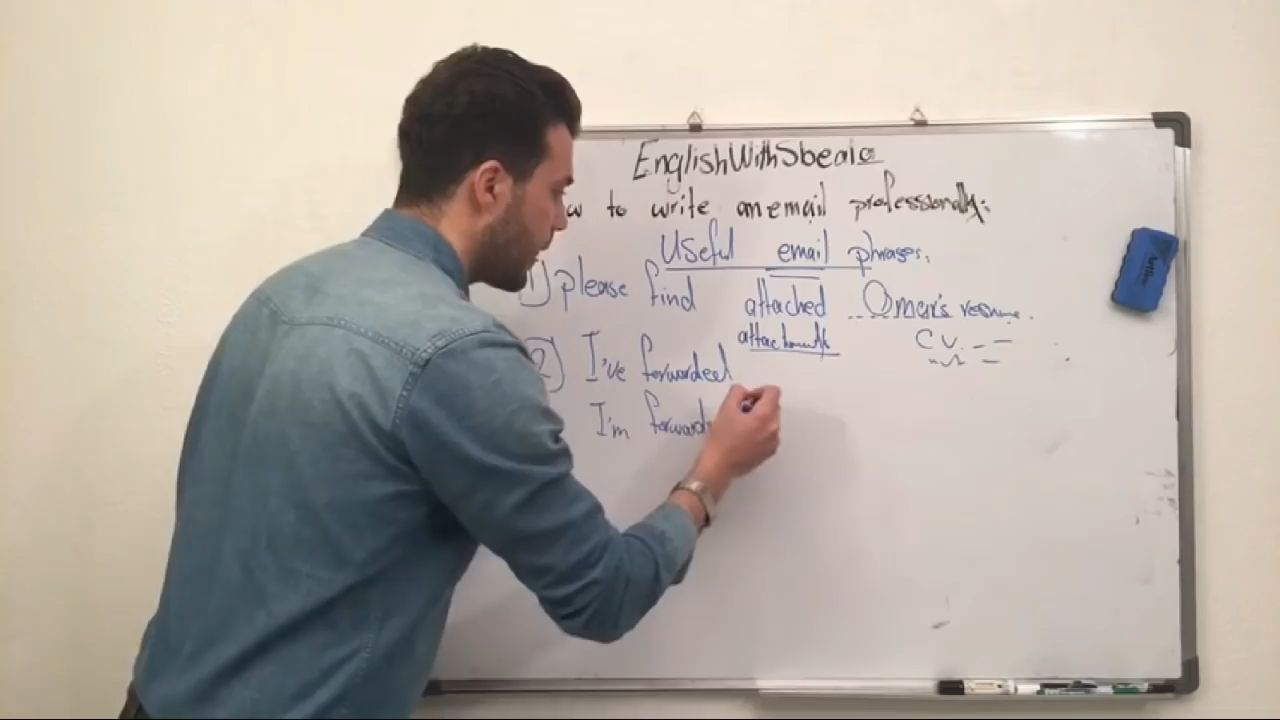 EnglishWithSbeata
to write an email professionally:
Useful email phrases.
1) please find attached ... Omar's resume.
attachments CV
2) I've forwarded
I'm forward